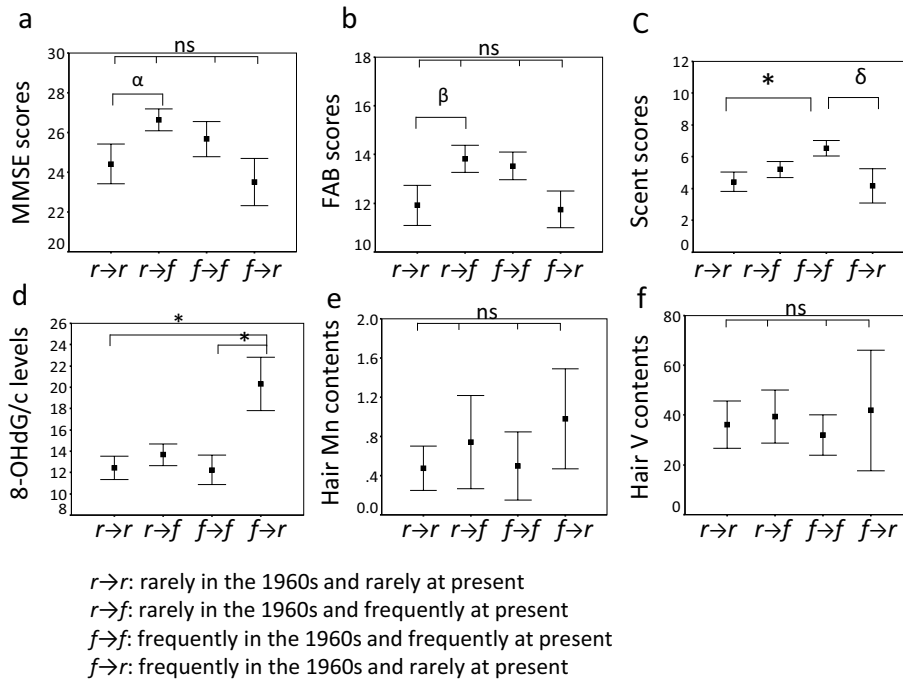 a
MMSE scores
30
28
26
24
22
20
ns
α
r→r r→f f→f f→r
b
FAB scores
18
16
14
12
10
ns
β
r→r r→f f→f f→r
C
Scent scores
12
10
8
6
4
2
0
*
δ
r→r r→f f→f f→r
d
8-OHdG/c levels
26
24
22
20
18
16
14
12
10
8
*
*
r→r r→f f→f f→r
e
Hair Mn contents
2.0
1.6
1.2
.8
.4
0.0
ns
r→r r→f f→f f→r
f
Hair V contents
80
60
40
20
0
ns
r→r r→f f→f f→r
r→r: rarely in the 1960s and rarely at present
r→f: rarely in the 1960s and frequently at present
f→f: frequently in the 1960s and frequently at present
f→r: frequently in the 1960s and rarely at present